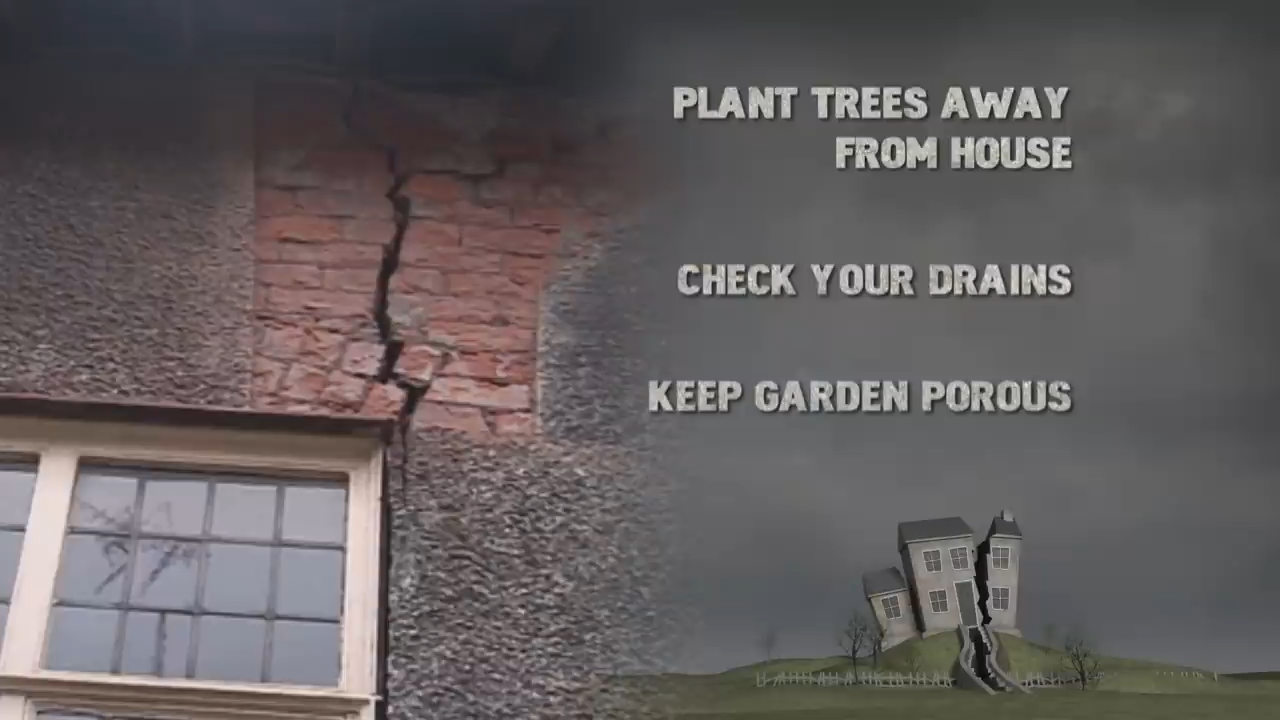 PLANT TREES AWAY
FROM HOUSE
CHECK YOUR DRAINS
KEEP GARDEN POROUS